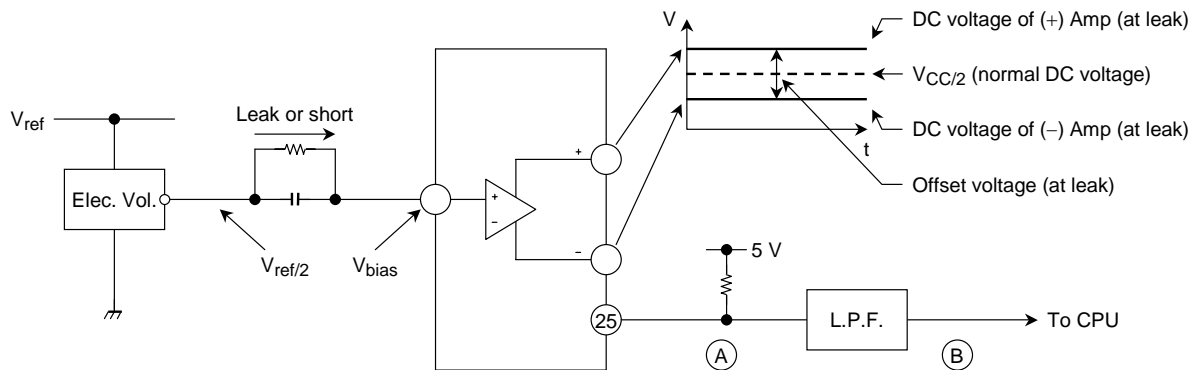 V
DC voltage of (+) Amp (at leak)
VCC/2 (normal DC voltage)
DC voltage of (−) Amp (at leak)
t
Offset voltage (at leak)
Vref
Leak or short
Elec. Vol.
Vref/2
Vbias
+
−
+
−
5 V
25
L.P.F.
To CPU
A
B